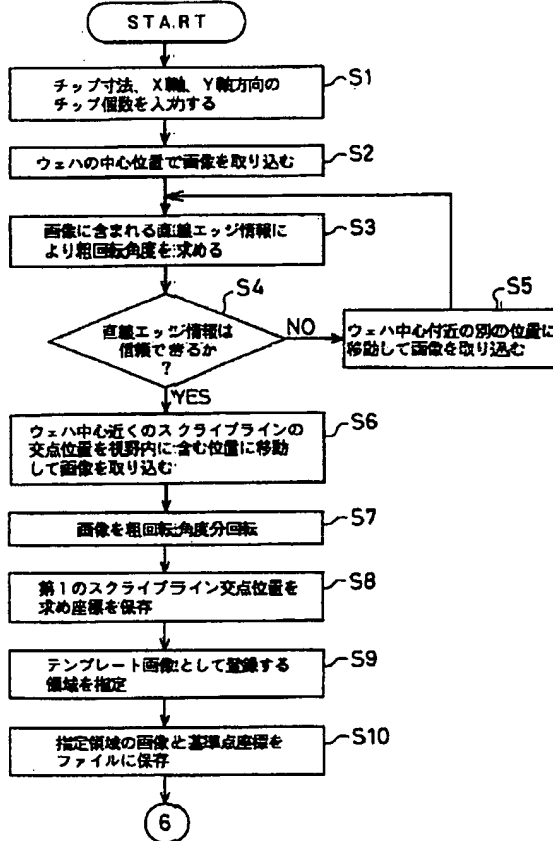 START
チップ寸法、X軸、Y軸方向の
チップ個数を入力する
S1
ウェハの中心位置で画像を取り込む
S2
画像に含まれる直線エッジ情報に
より粗回転角度を求める
S3
S4
直線エッジ情報は
信頼できるか
?
NO
S5
ウェハ中心付近の別の位置に
移動して画像を取り込む
YES
ウェハ中心近くのスクライブラインの
交点位置を視野内に含む位置に移動
して画像を取り込む
S6
画像を粗回転角度分回転
S7
第1のスクライブライン交点位置を
求め座標を保存
S8
テンプレート画像として登録する
領域を指定
S9
指定領域の画像と基準点座標を
ファイルに保存
S10
6